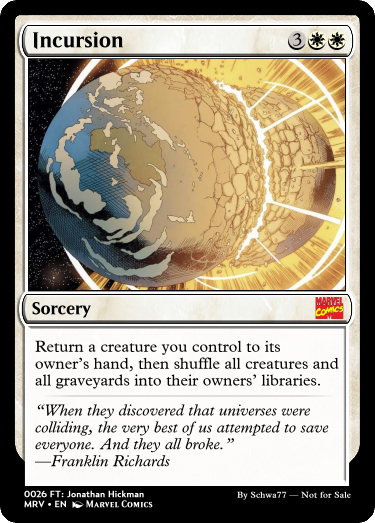 Incursion 3
Sorcery
MARVEL
COMICS
Return a creature you control to its
owner's hand, then shuffle all creatures and
all graveyards into their owners' libraries.
“When they discovered that universes were
colliding, the very best of us attempted to save
everyone. And they all broke.”
—Franklin Richards
0026 FT: Jonathan Hickman
MRV • EN Marvel Comics
By Schwa77 — Not for Sale